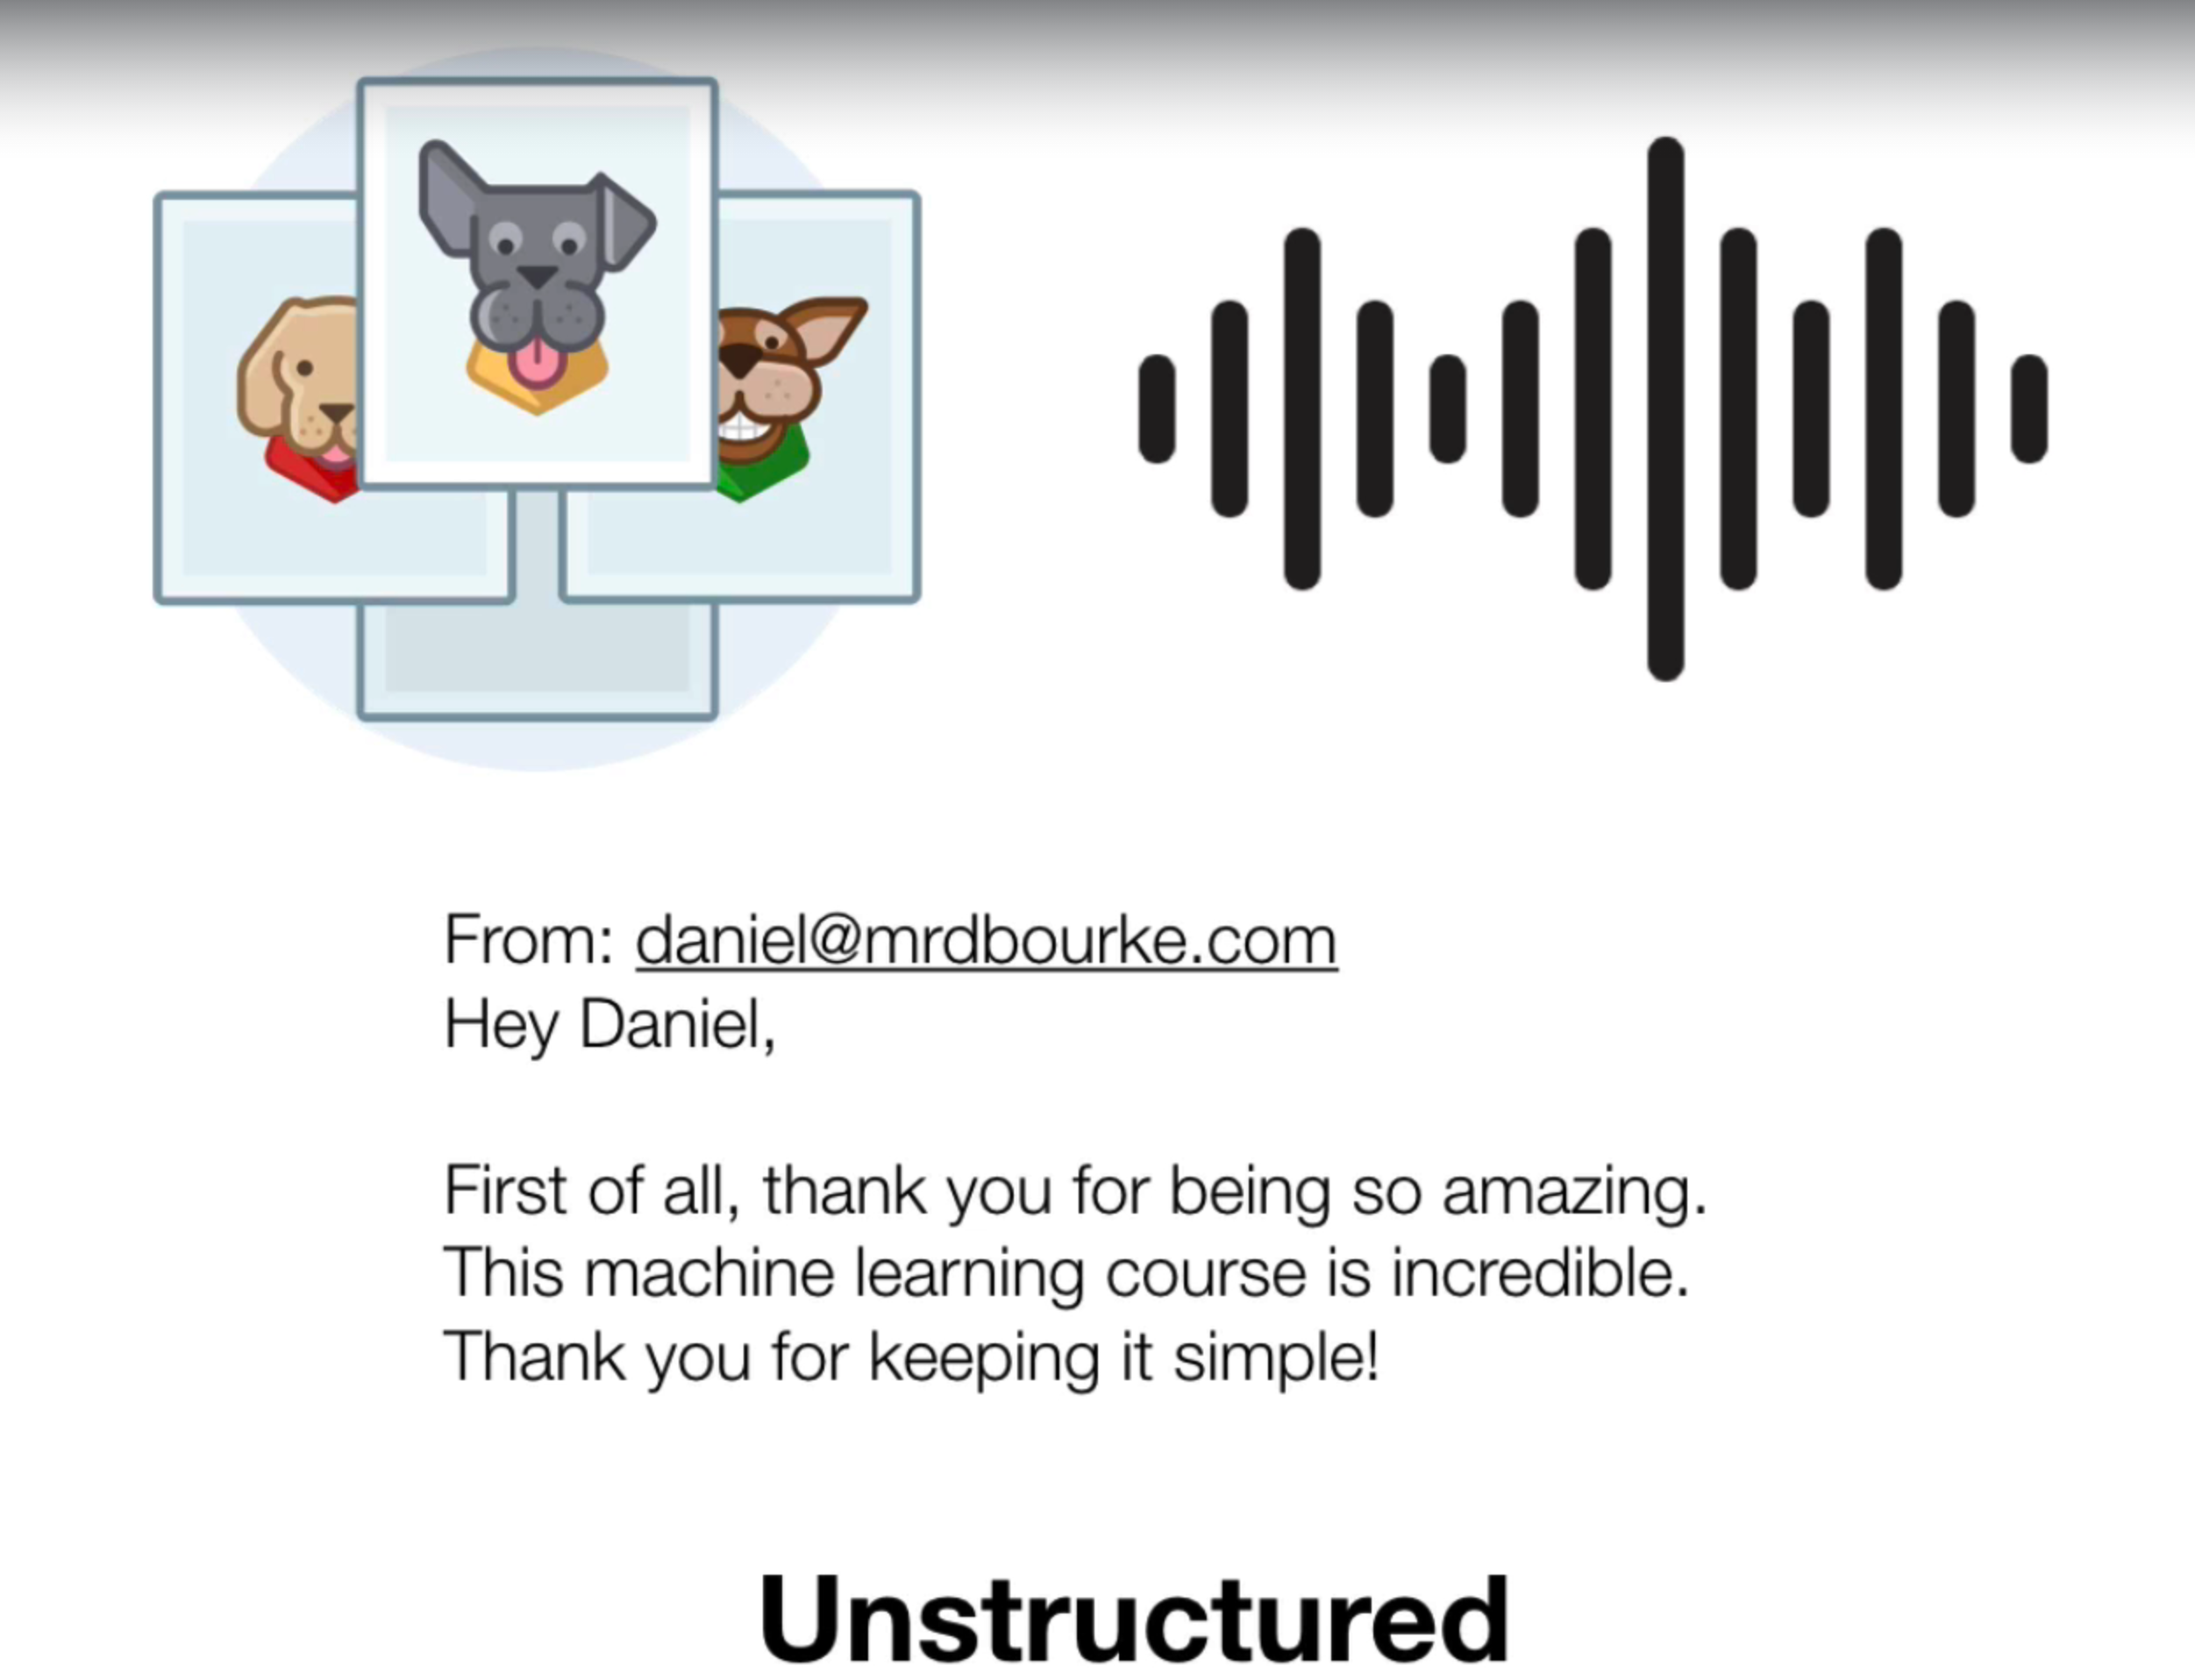 From: daniel@mrdbourke.com
Hey Daniel,
First of all, thank you for being so amazing.
This machine learning course is incredible.
Thank you for keeping it simple!
Unstructured